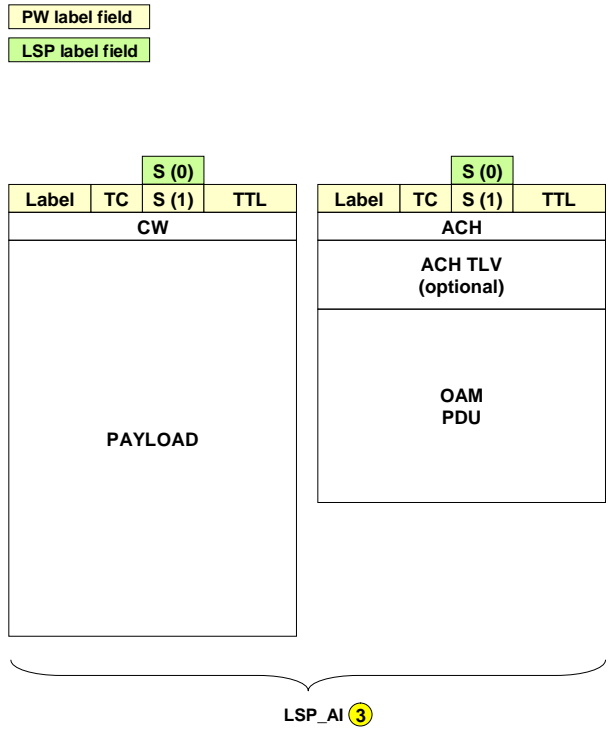 PW label field
LSP label field
S (0)
S (0)
Label TC S (1) TTL
Label TC S (1) TTL
CW
ACH
ACH TLV
(optional)
PAYLOAD
OAM
PDU
LSP_AI 3